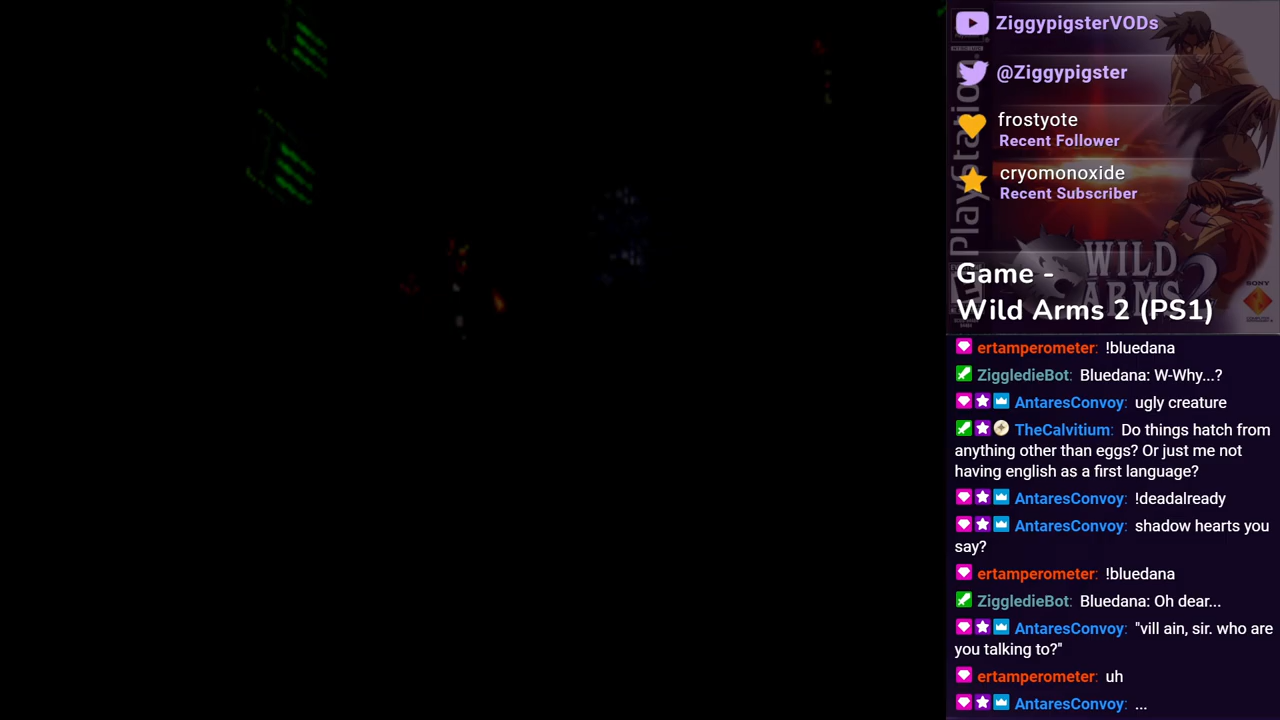 ZiggypigsterVODs
@Ziggypigster
frostyote
Recent Follower
cryomonoxide
Recent Subscriber
PlayStation
WILD
ARMS 2
SONY
Game -
Wild Arms 2 (PS1)
ertamperometer: !bluedana
ZiggledieBot: Bluedana: W-Why...?
AntaresConvoy: ugly creature
TheCalvitium: Do things hatch from
anything other than eggs? Or just me not
having english as a first language?
AntaresConvoy: !deadalready
AntaresConvoy: shadow hearts you
say?
ertamperometer: !bluedana
ZiggledieBot: Bluedana: Oh dear...
AntaresConvoy: "vill ain, sir. who are
you talking to?"
ertamperometer: uh
AntaresConvoy: ...